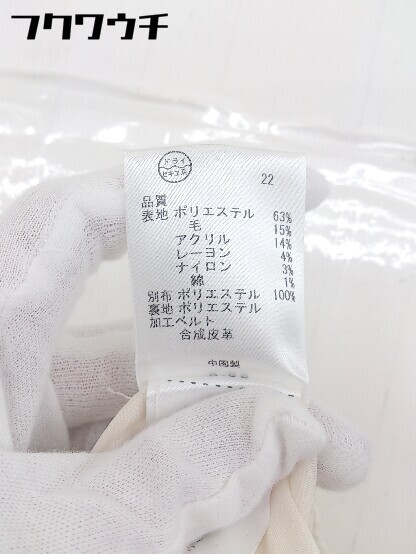 フクワウチ
ドライ
セキユ系
22
品質
表地 ポリエステル 63%
毛 15%
アクリル 14%
レーヨン 4%
ナイロン 3%
綿 1%
別布 ポリエステル 100%
裏地 ポリエステル
加工ベルト
合成皮革
中国製